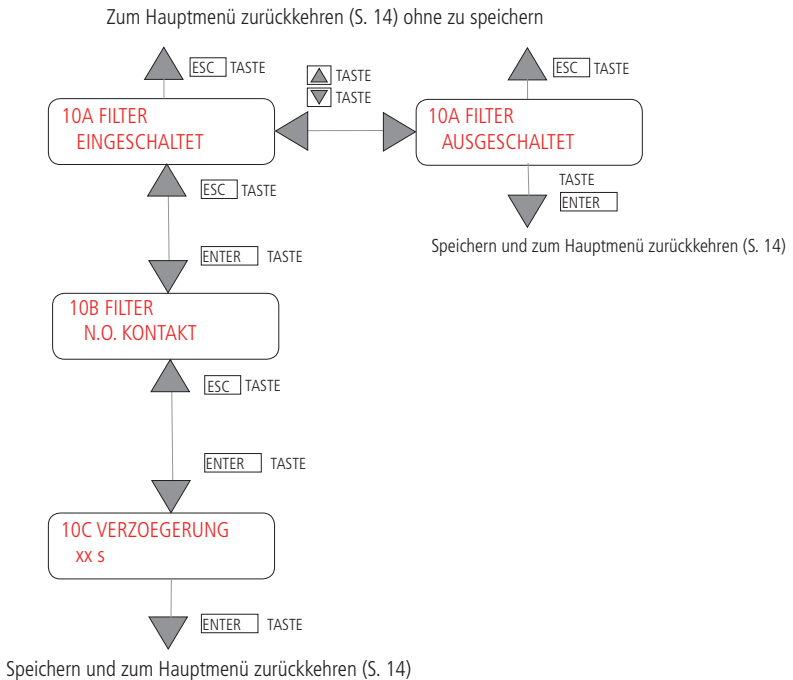 Zum Hauptmenü zurückkehren (S. 14) ohne zu speichern
ESC TASTE
TASTE
TASTE
ESC TASTE
10A FILTER
EINGESCHALTET
10A FILTER
AUSGESCHALTET
ESC TASTE
TASTE
ENTER
Speichern und zum Hauptmenü zurückkehren (S. 14)
ENTER TASTE
10B FILTER
N.O. KONTAKT
ESC TASTE
ENTER TASTE
10C VERZOEGERUNG
xx s
ENTER TASTE
Speichern und zum Hauptmenü zurückkehren (S. 14)